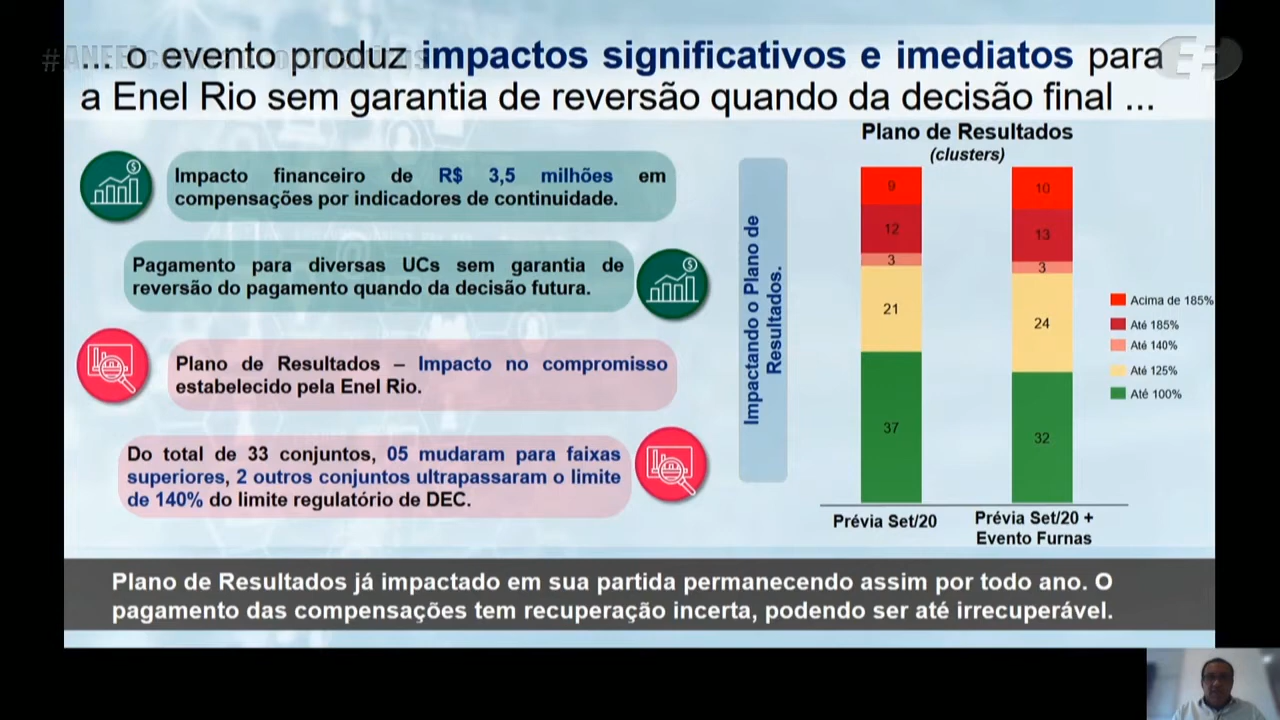 ... o evento produz impactos significativos e imediatos para
a Enel Rio sem garantia de reversão quando da decisão final ...
Impacto financeiro de R$ 3,5 milhões em
compensações por indicadores de continuidade.
Pagamento para diversas UCs sem garantia de
reversão do pagamento quando da decisão futura.
Plano de Resultados – Impacto no compromisso
estabelecido pela Enel Rio.
Do total de 33 conjuntos, 05 mudaram para faixas
superiores, 2 outros conjuntos ultrapassaram o limite
de 140% do limite regulatório de DEC.
Impactando o Plano de
Resultados.
Plano de Resultados
(clusters)
9
12
3
21
37
10
13
3
24
32
Prévia Set/20
Prévia Set/20 +
Evento Furnas
Acima de 185%
Até 185%
Até 140%
Até 125%
Até 100%
Plano de Resultados já impactado em sua partida permanecendo assim por todo ano. O
pagamento das compensações tem recuperação incerta, podendo ser até irrecuperável.